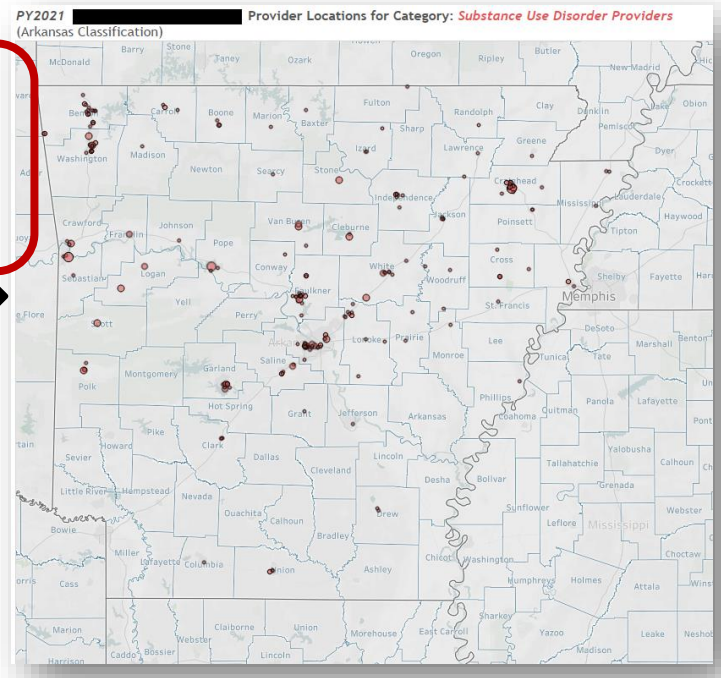 PY2021 Provider Locations for Category: Substance Use Disorder Providers
(Arkansas Classification)
Barry Stone Taney Ozark Oregon Ripley Butler New Madrid
McDonald
Fulton Randolph Clay Dunklin Lake Obion
Carroll Boone Marion Baxter Pemiscot
Sharp Greene
Izard Lawrence Dyer
Washington Madison
Newton Searcy Stone Craighead Crockett
Independence Mississippi Lauderdale
Jackson Haywood
Crawford Johnson Van Buren Cleburne Poinsett
Franklin Pope Tipton
Sebastian Logan Conway White Woodruff Cross Shelby Fayette
Faulkner Memphis
Yell St. Francis
Perry DeSoto Marshall Benton
Scott Lonoke Prairie Lee
Saline Monroe Tunica Tate
Polk Montgomery Garland
Phillips Panola Lafayette
Hot Spring Coahoma Quitman
Grant Jefferson Arkansas
Pike Yalobusha
Howard Clark Dallas Lincoln Tallahatchie Calhoun
Sevier Cleveland
Desha Bolivar Grenada
Little River Hempstead Nevada Drew Sunflower Webster
Ouachita Calhoun Leflore Mississippi
Bowie Bradley
Miller Lafayette Columbia Union Ashley Chicot Washington Choctaw
Cass Humphreys Holmes Attala
Sharkey
Marion Claiborne Union Morehouse East Carroll Yazoo Leake
Webster
Harrison Caddo Bossier Lincoln Madison